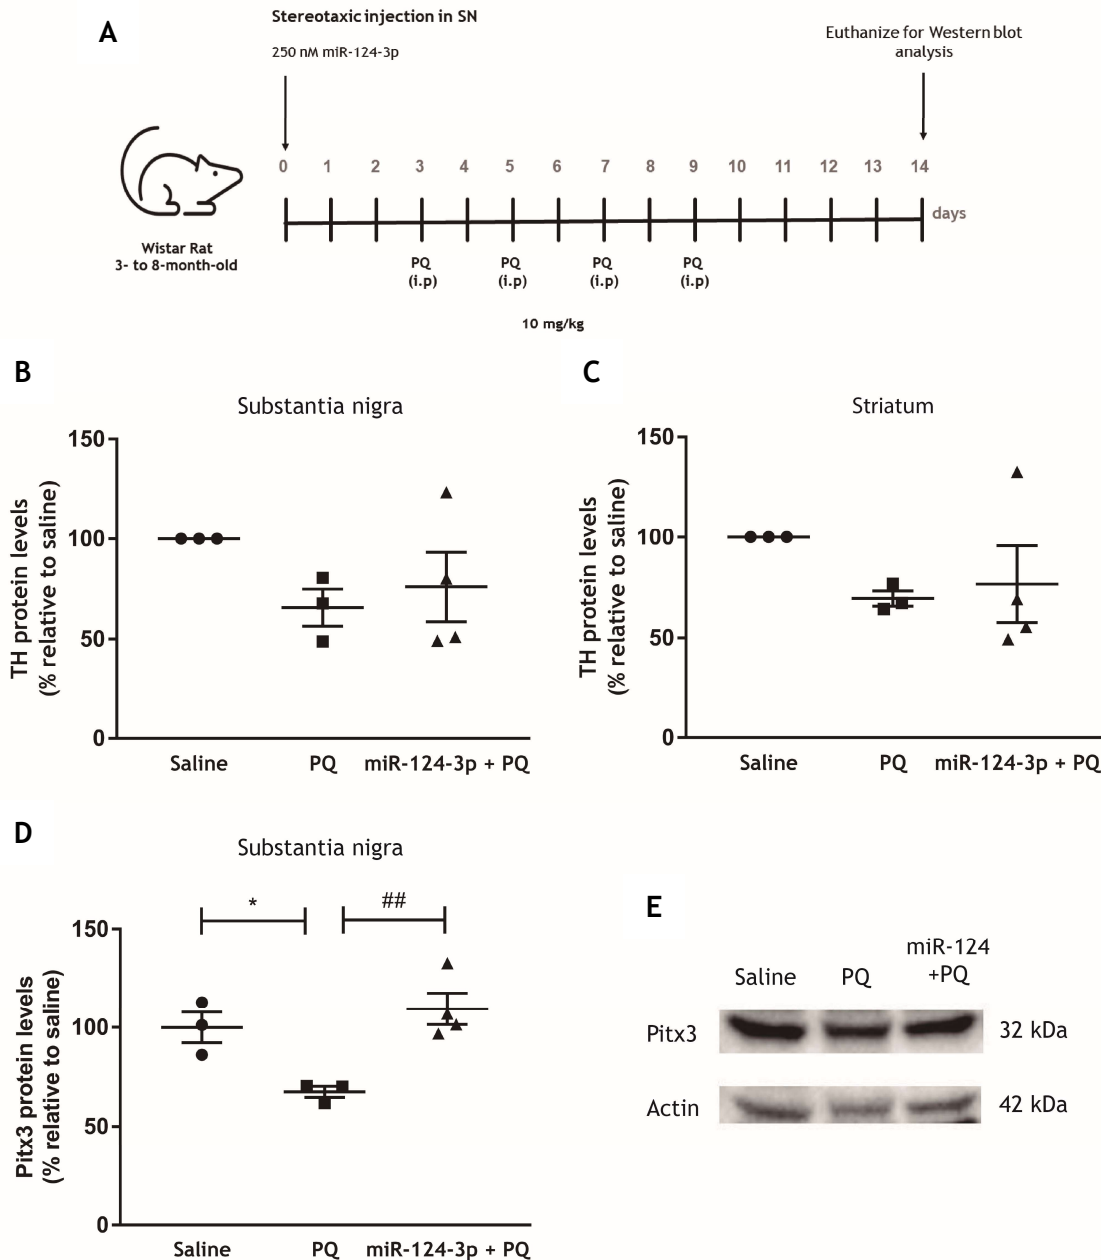 A
Stereotaxic injection in SN
250 nM miR-124-3p
Euthanize for Western blot
analysis
0 1 2 3 4 5 6 7 8 9 10 11 12 13 14
days
Wistar Rat
3- to 8-month-old
PQ PQ PQ PQ
(i.p) (i.p) (i.p) (i.p)
10 mg/kg
B
Substantia nigra
TH protein levels
(% relative to saline)
150
100
50
0
Saline PQ miR-124-3p + PQ
C
Striatum
TH protein levels
(% relative to saline)
150
100
50
0
Saline PQ miR-124-3p + PQ
D
Substantia nigra
* ##
Pitx3 protein levels
(% relative to saline)
150
100
50
0
Saline PQ miR-124-3p + PQ
E
Saline PQ miR-124
+PQ
Pitx3 32 kDa
Actin 42 kDa